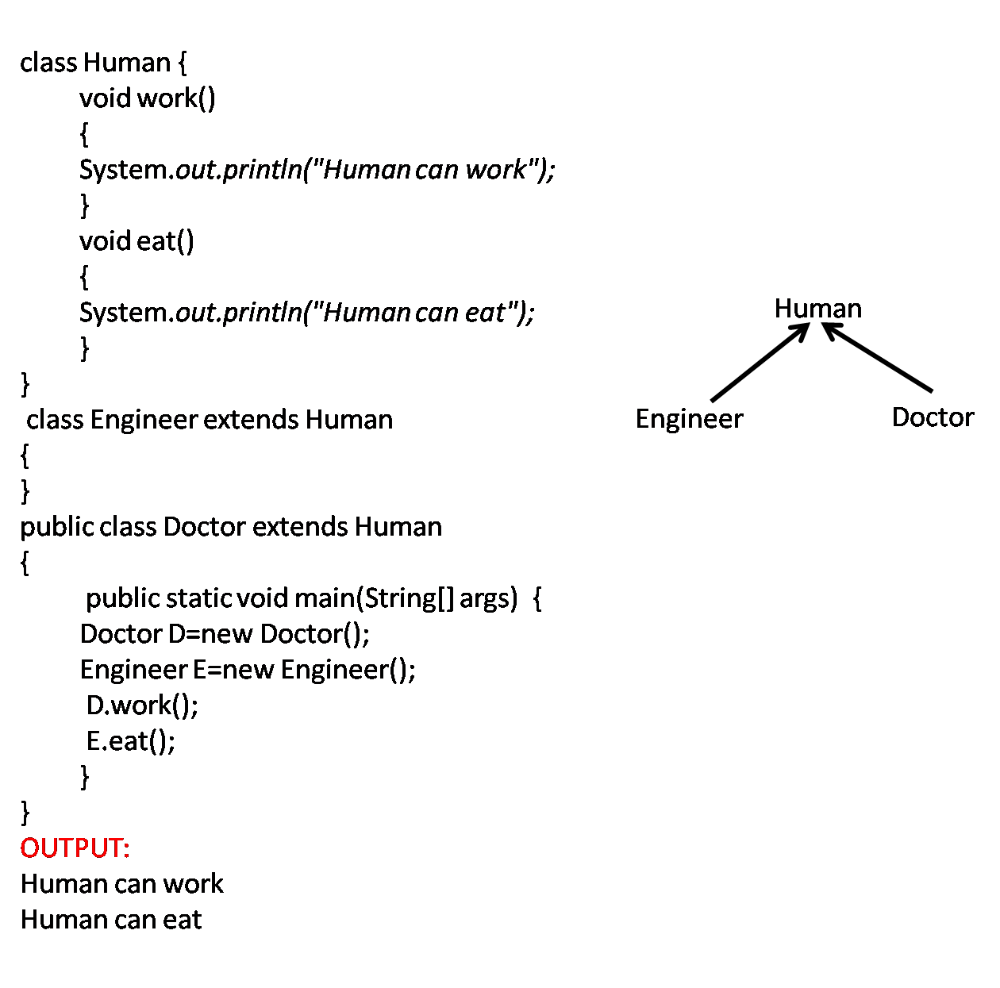 class Human {
void work()
{
System.out.println("Human can work");
}
void eat()
{
System.out.println("Human can eat");
}
}
class Engineer extends Human
{
}
public class Doctor extends Human
{
public static void main(String[] args)  {
Doctor D=new Doctor();
Engineer E=new Engineer();
D.work();
E.eat();
}
}
OUTPUT:
Human can work
Human can eat
Human
Engineer
Doctor